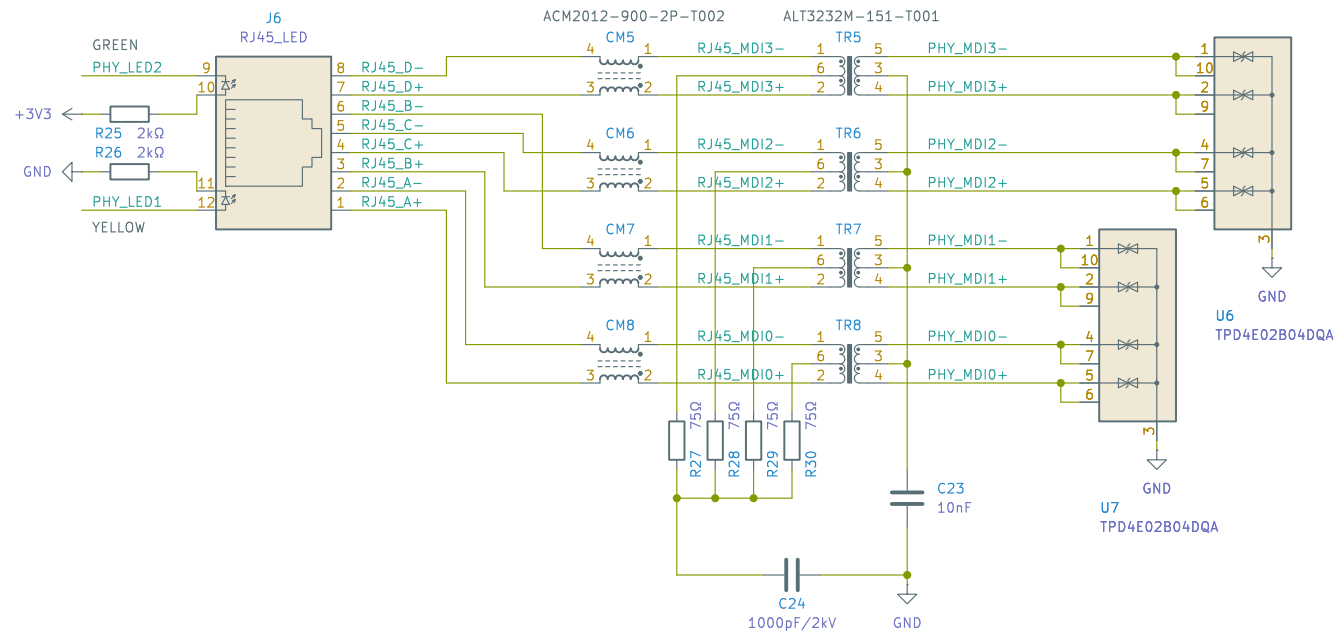 ACM2012-900-2P-T002
ALT3232M-151-T001
J6
RJ45_LED
GREEN
PHY_LED2
9
10
+3V3
R25 2kΩ
R26 2kΩ
GND
11
PHY_LED1
12
YELLOW
8 RJ45_D-
7 RJ45_D+
6 RJ45_B-
5 RJ45_C-
4 RJ45_C+
3 RJ45_B+
2 RJ45_A-
1 RJ45_A+
CM5
4 1
3 2
RJ45_MDI3-
RJ45_MDI3+
TR5
1 5
6 3
2 4
PHY_MDI3-
PHY_MDI3+
CM6
4 1
3 2
RJ45_MDI2-
RJ45_MDI2+
TR6
1 5
6 3
2 4
PHY_MDI2-
PHY_MDI2+
CM7
4 1
3 2
RJ45_MDI1-
RJ45_MDI1+
TR7
1 5
6 3
2 4
PHY_MDI1-
PHY_MDI1+
CM8
4 1
3 2
RJ45_MDI0-
RJ45_MDI0+
TR8
1 5
6 3
2 4
PHY_MDI0-
PHY_MDI0+
1
10
2
9
4
7
5
6
3
GND
U6
TPD4E02B04DQA
1
10
2
9
4
7
5
6
3
GND
U7
TPD4E02B04DQA
75Ω
R27
75Ω
R28
75Ω
R29
75Ω
R30
C23
10nF
C24
1000pF/2kV
GND